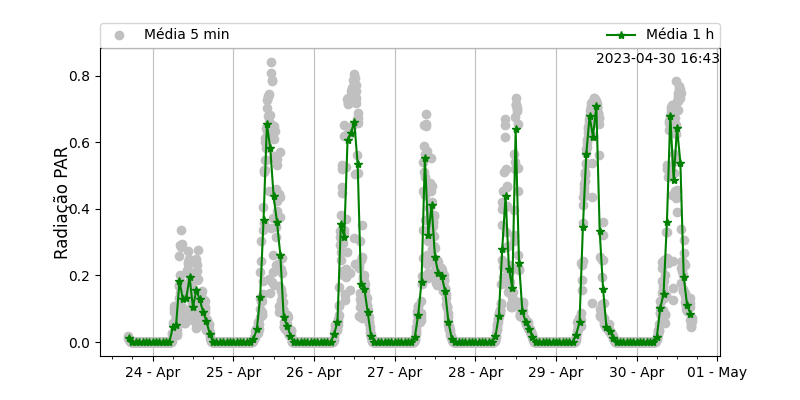 Média 5 min
Média 1 h
2023-04-30 16:43
Radiação PAR
0.8
0.6
0.4
0.2
0.0
24 - Apr
25 - Apr
26 - Apr
27 - Apr
28 - Apr
29 - Apr
30 - Apr
01 - May